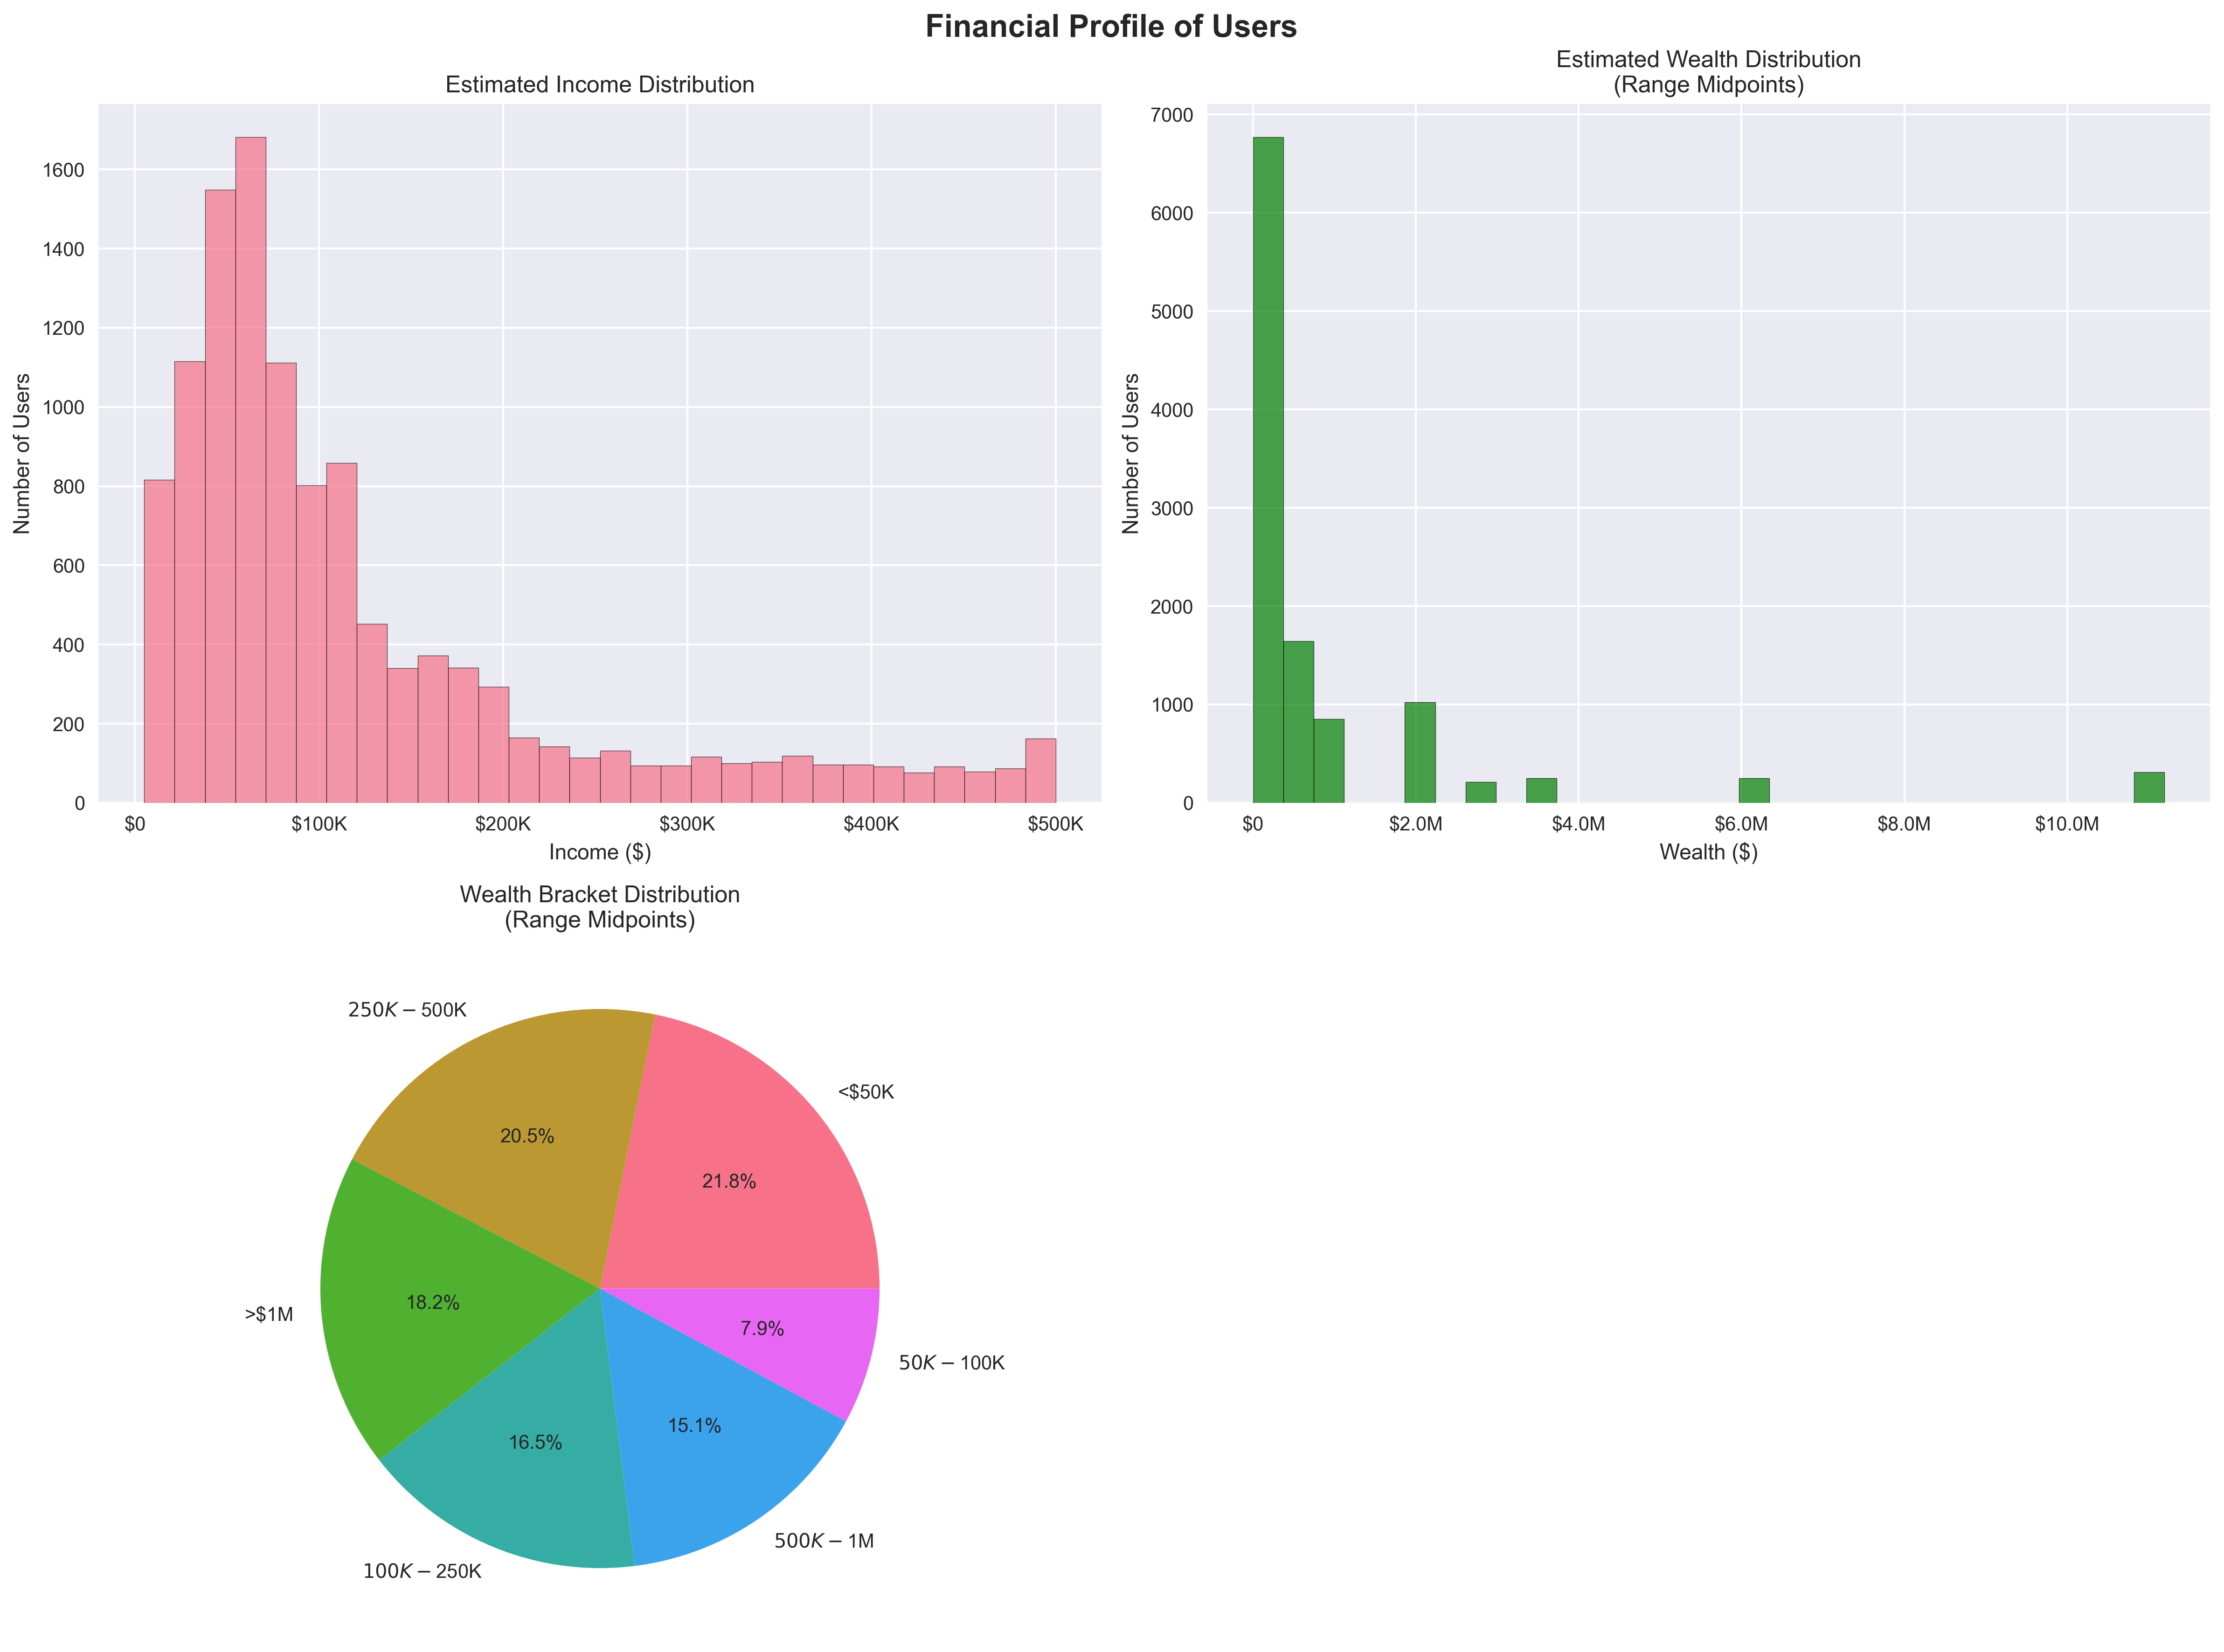 Financial Profile of Users
Estimated Income Distribution
Number of Users
1600
1400
1200
1000
800
600
400
200
0
$0 $100K $200K $300K $400K $500K
Income ($)
Estimated Wealth Distribution
(Range Midpoints)
Number of Users
7000
6000
5000
4000
3000
2000
1000
0
$0 $2.0M $4.0M $6.0M $8.0M $10.0M
Wealth ($)
Wealth Bracket Distribution
(Range Midpoints)
250K − 500K
<$50K
20.5%
21.8%
18.2%
>$1M
7.9%
50K − 100K
15.1%
16.5%
500K − 1M
100K − 250K